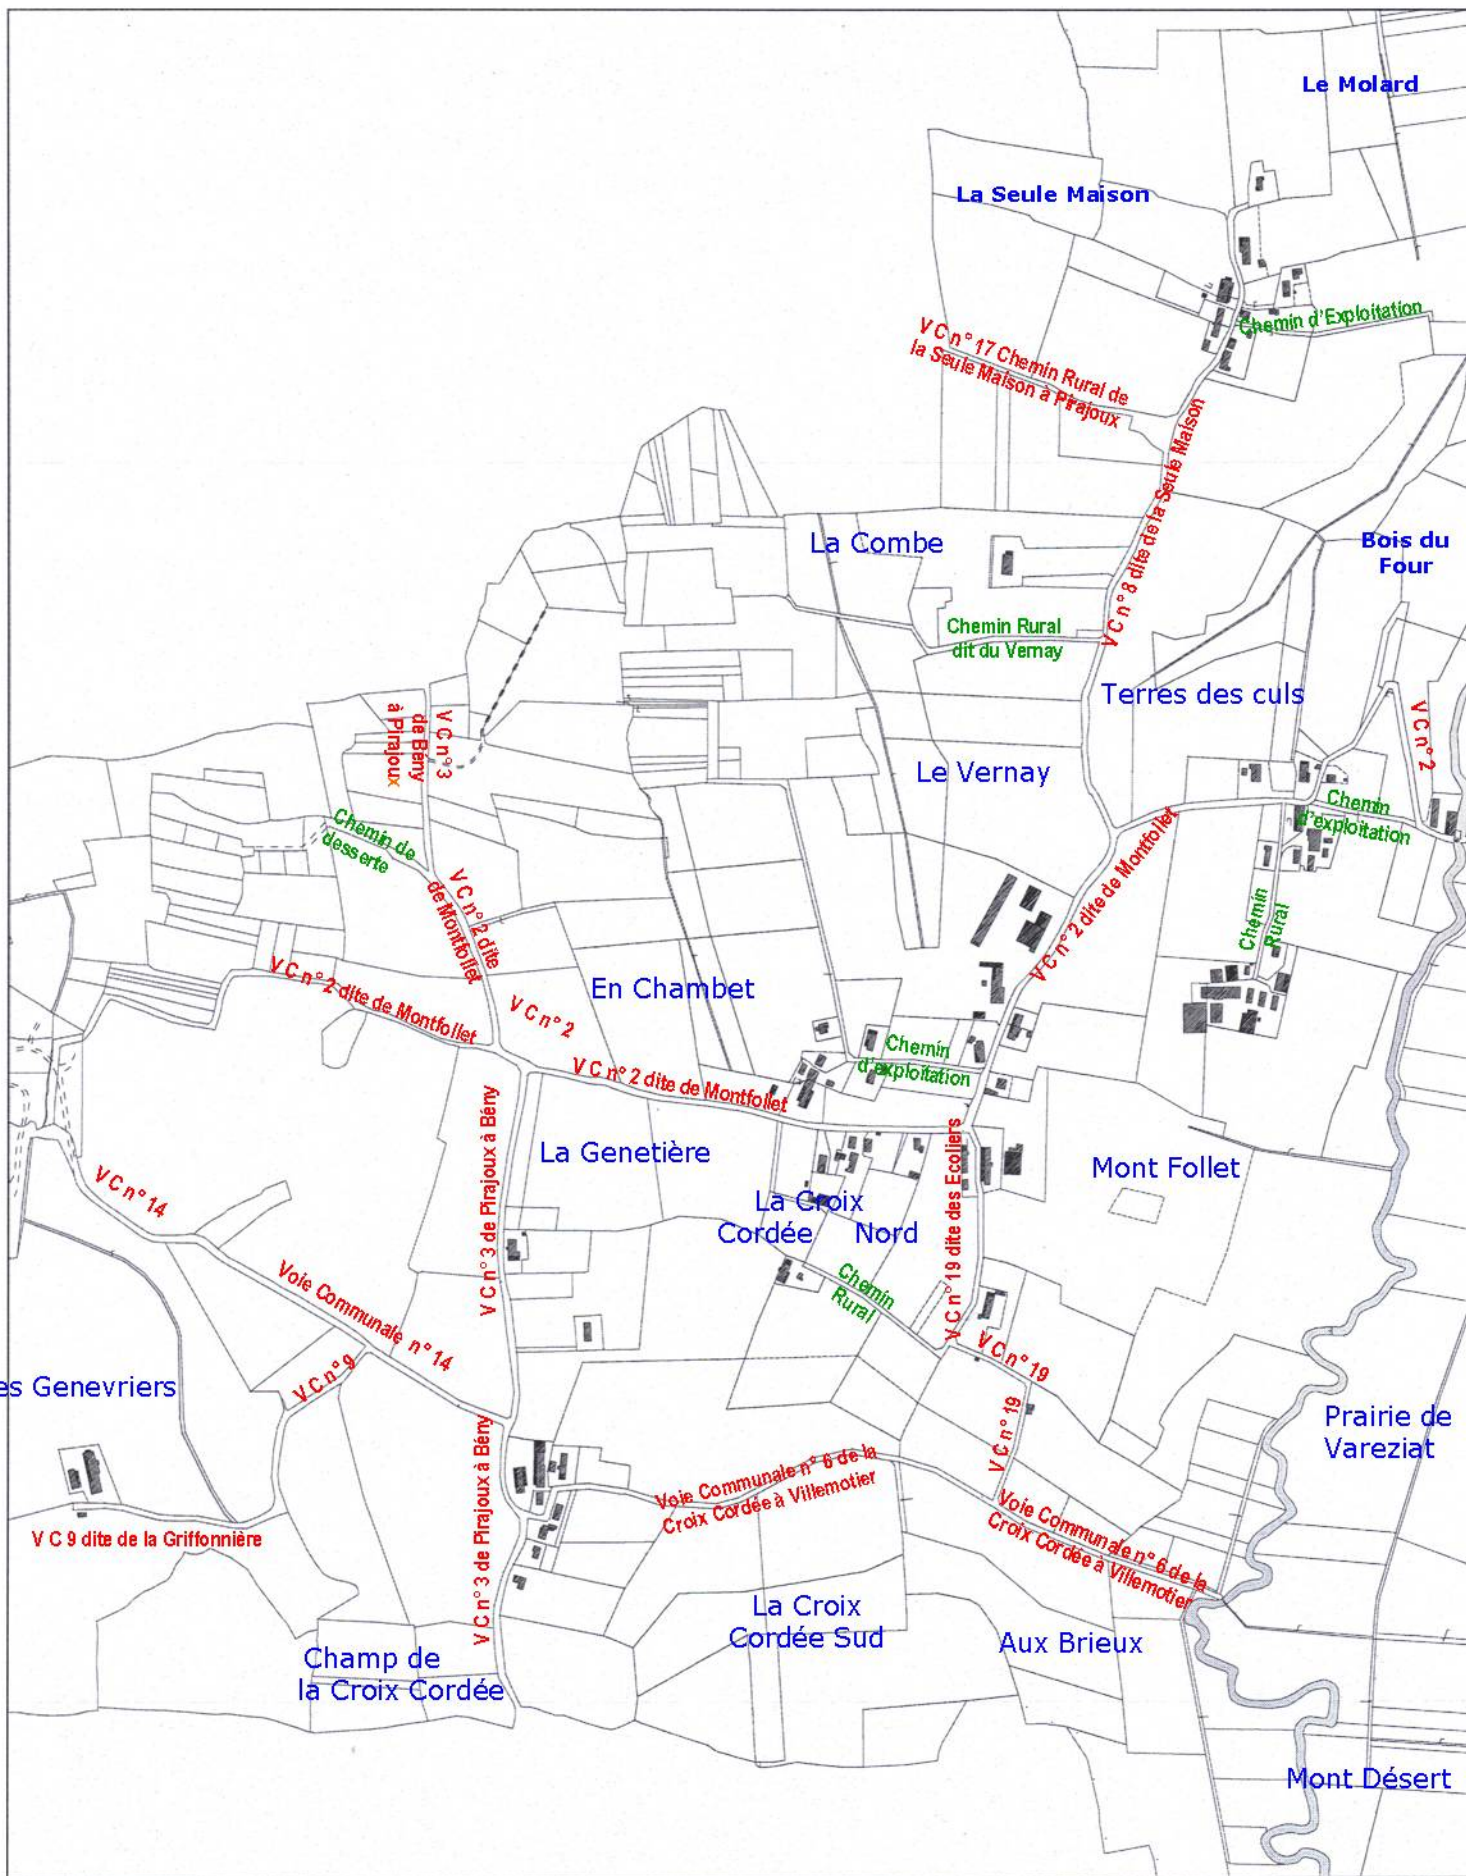 Le Molard
La Seule Maison
Chemin d'Exploitation
V C n° 17 Chemin Rural de
la Seule Maison à Pirajoux
V C n° 8 dite de la Seule Maison
La Combe
Bois du
Four
Chemin Rural
dit du Vernay
Terres des culs
V C n° 3
de Bény
à Pirajoux
V C n° 2
Le Vernay
Chemin
d'exploitation
Chemin de
desserte
V C n° 2 dite de Montfollet
V C n° 2 dite
de Montfollet
Chemin
Rural
V C n° 2 dite de Montfollet
En Chambet
V C n° 2
Chemin
d'exploitation
V C n° 2 dite de Montfollet
V C n° 3 de Pirajoux à Bény
La Genetière
V C n° 19 dite des Ecoliers
Mont Follet
V C n° 14
La Croix
Cordée Nord
Chemin
Rural
Voie Communale n° 14
V C n° 19
V C n° 9
es Genevriers
V C n° 19
Prairie de
Vareziat
V C n° 3 de Pirajoux à Bény
Voie Communale n° 6 de la
Croix Cordée à Villemotier
Voie Communale n° 6 de la
Croix Cordée à Villemotier
V C 9 dite de la Griffonnière
La Croix
Cordée Sud
Aux Brieux
Champ de
la Croix Cordée
Mont Désert